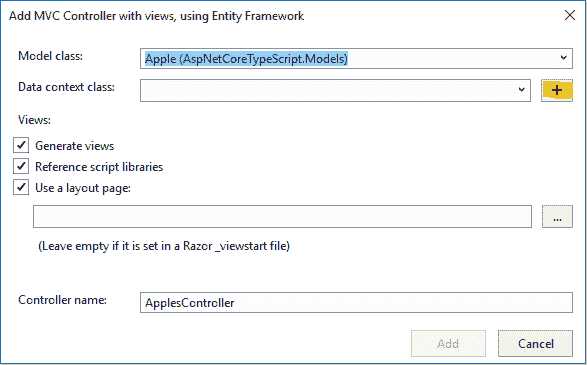 Add MVC Controller with views, using Entity Framework
Model class: Apple (AspNetCoreTypeScript.Models)
Data context class: +
Views:
Generate views
Reference script libraries
Use a layout page:
...
(Leave empty if it is set in a Razor _viewstart file)
Controller name: ApplesController
Add Cancel